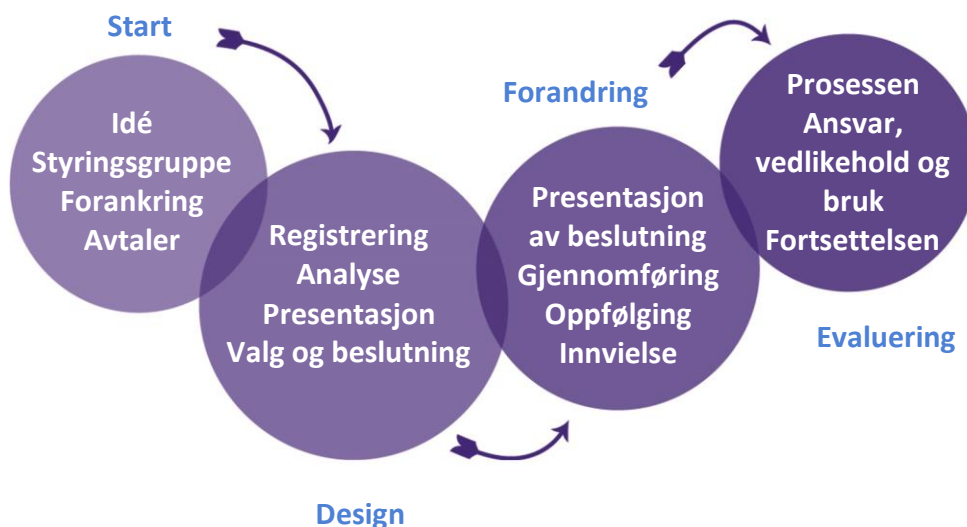 Start
Idé
Styringsgruppe
Forankring
Avtaler
Registrering
Analyse
Presentasjon
Valg og beslutning
Design
Forandring
Presentasjon
av beslutning
Gjennomføring
Oppfølging
Innvielse
Prosessen
Ansvar,
vedlikehold og
bruk
Fortsettelsen
Evaluering